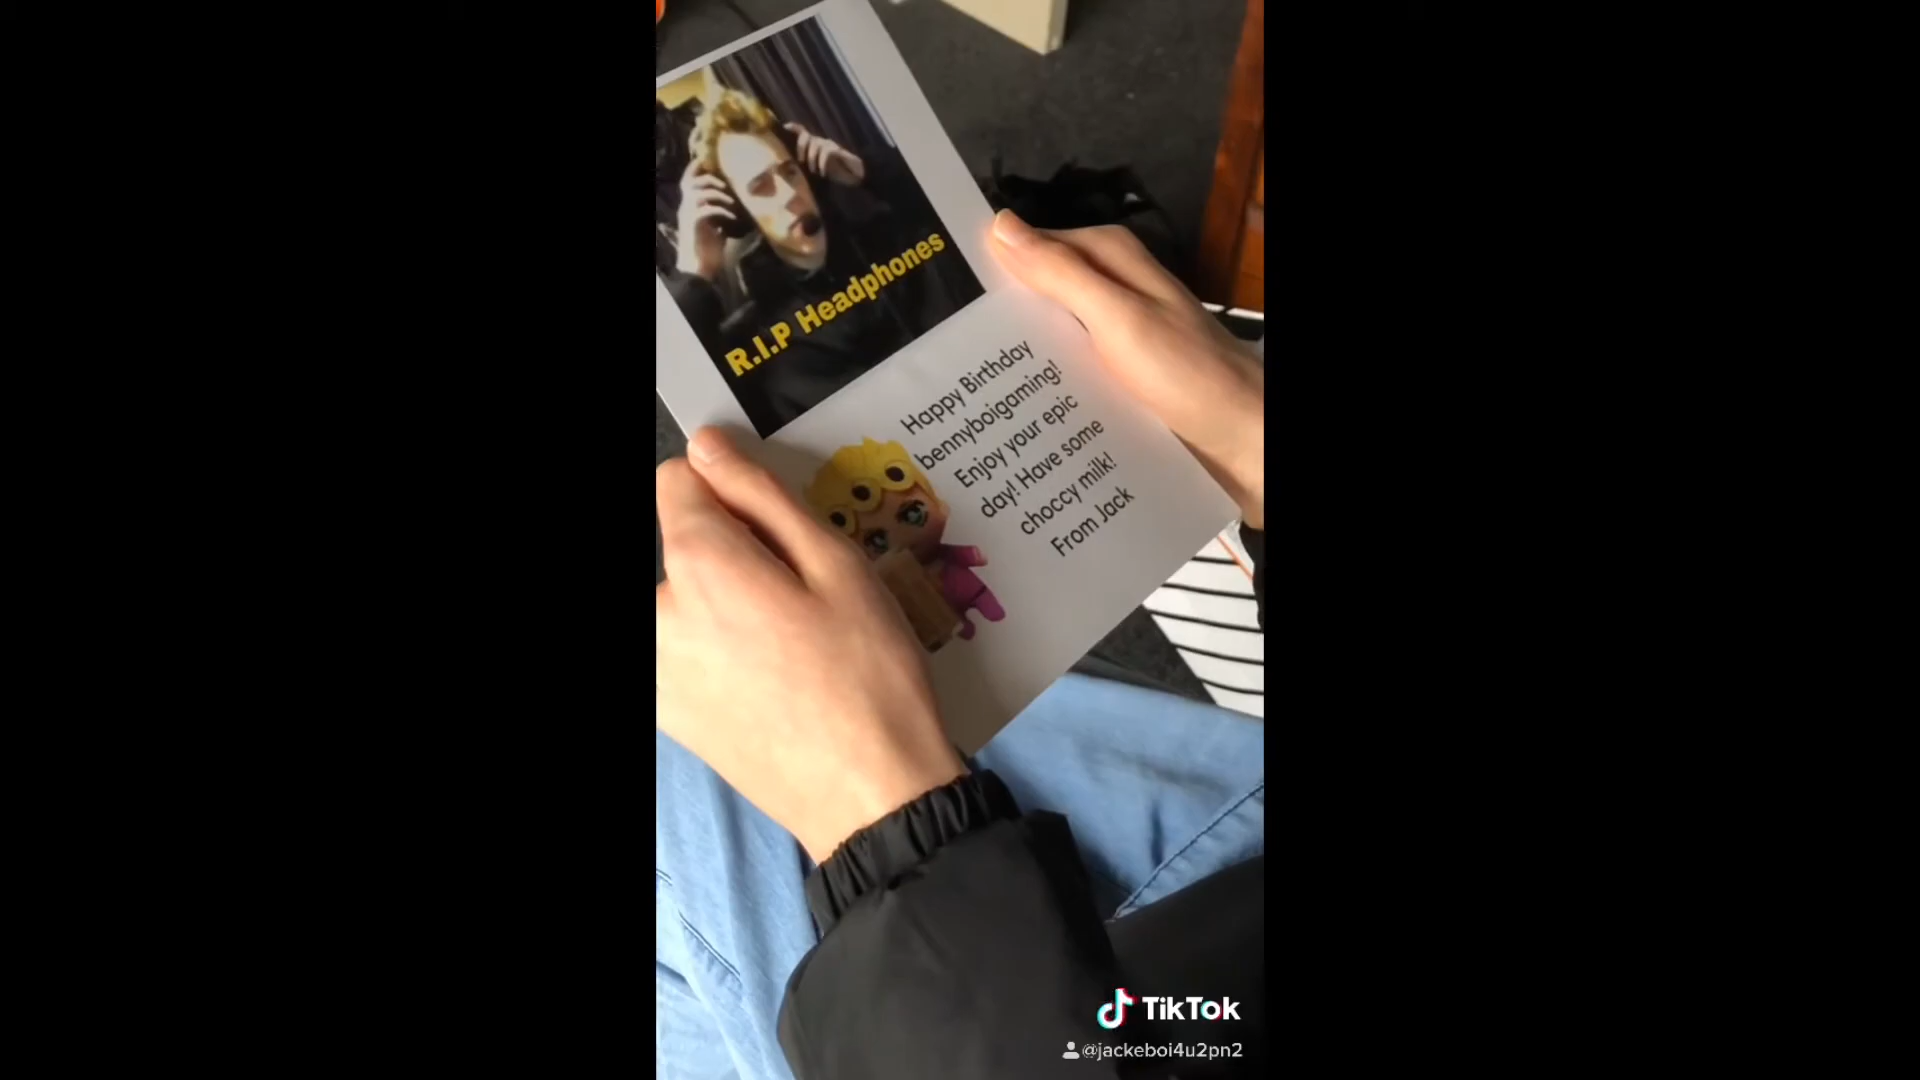 R.I.P Headphones
Happy Birthday
bennyboigaming!
Enjoy your epic
day! Have some
choccy milk!
From Jack
TikTok
@jackeboi4u2pn2